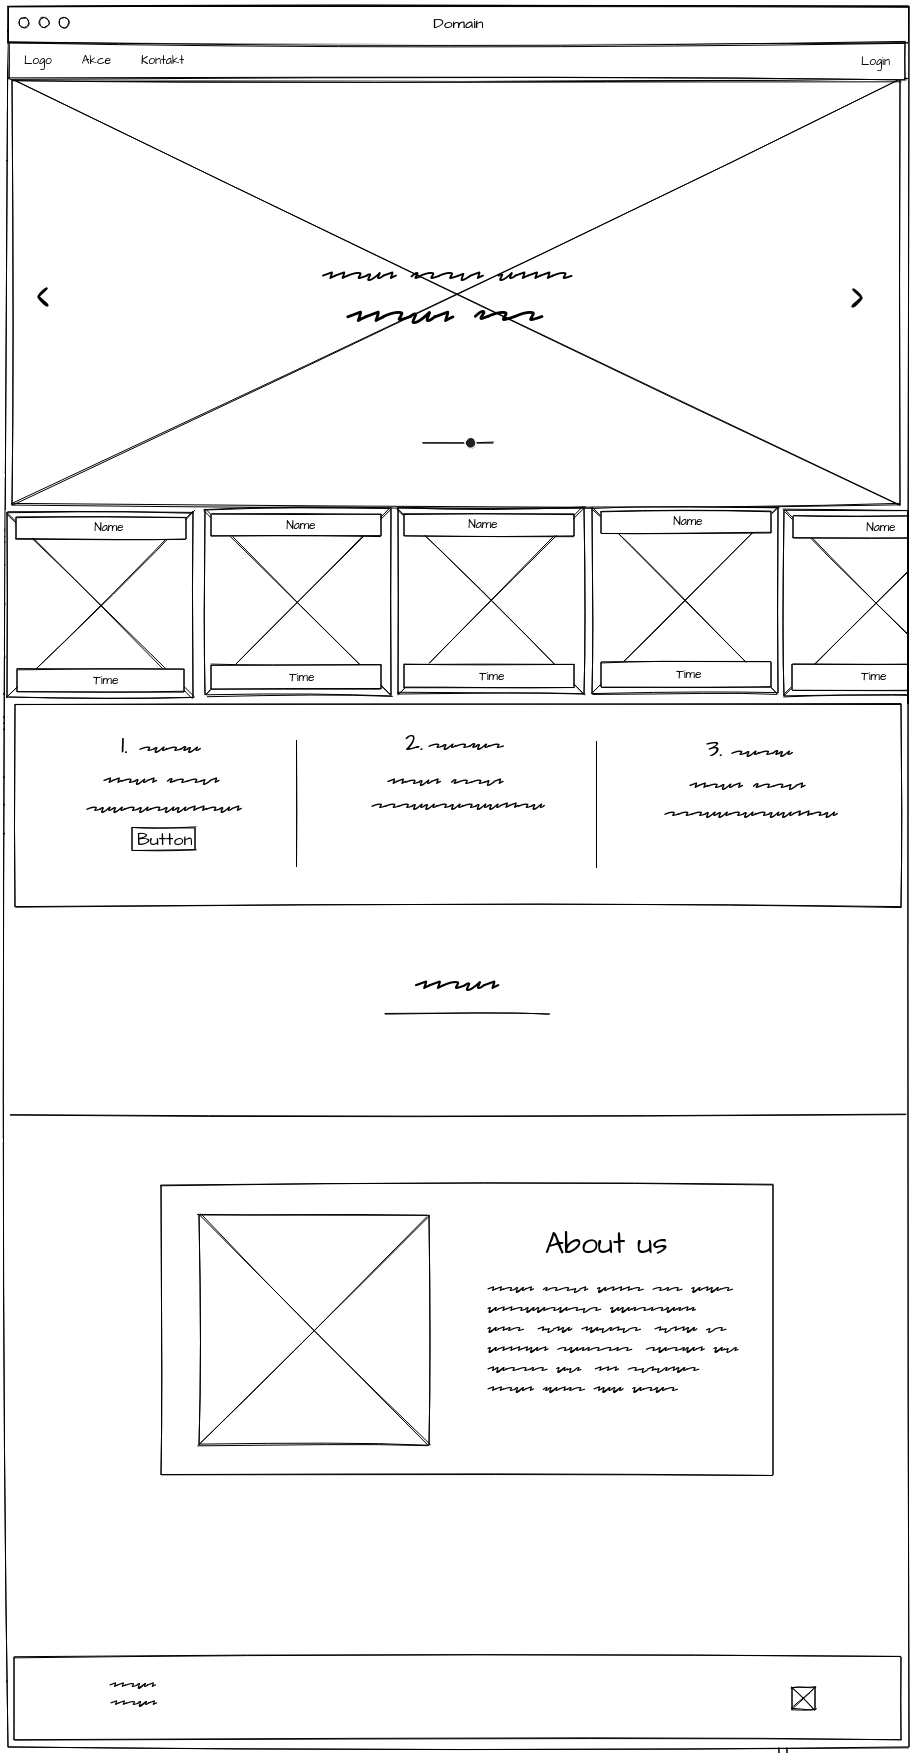 Domain
Logo Akce Kontakt Login
Name Name Name Name Name
Time Time Time Time Time
1. 2. 3.
Button
About us